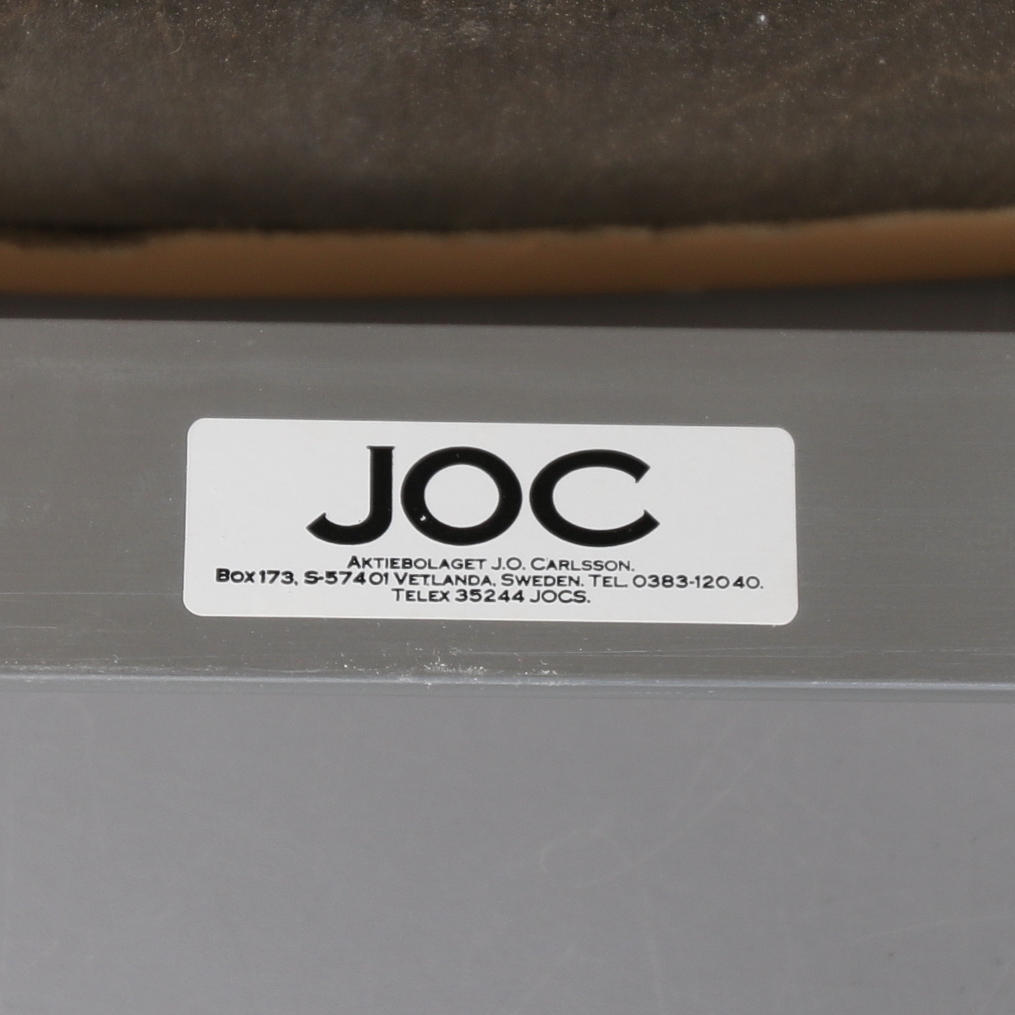 JOC
AKTIEBOLAGET J.O. CARLSSON.
BOX 173, S-574 01 VETLANDA, SWEDEN. TEL. 0383-120 40.
TELEX 35244 JOCS.